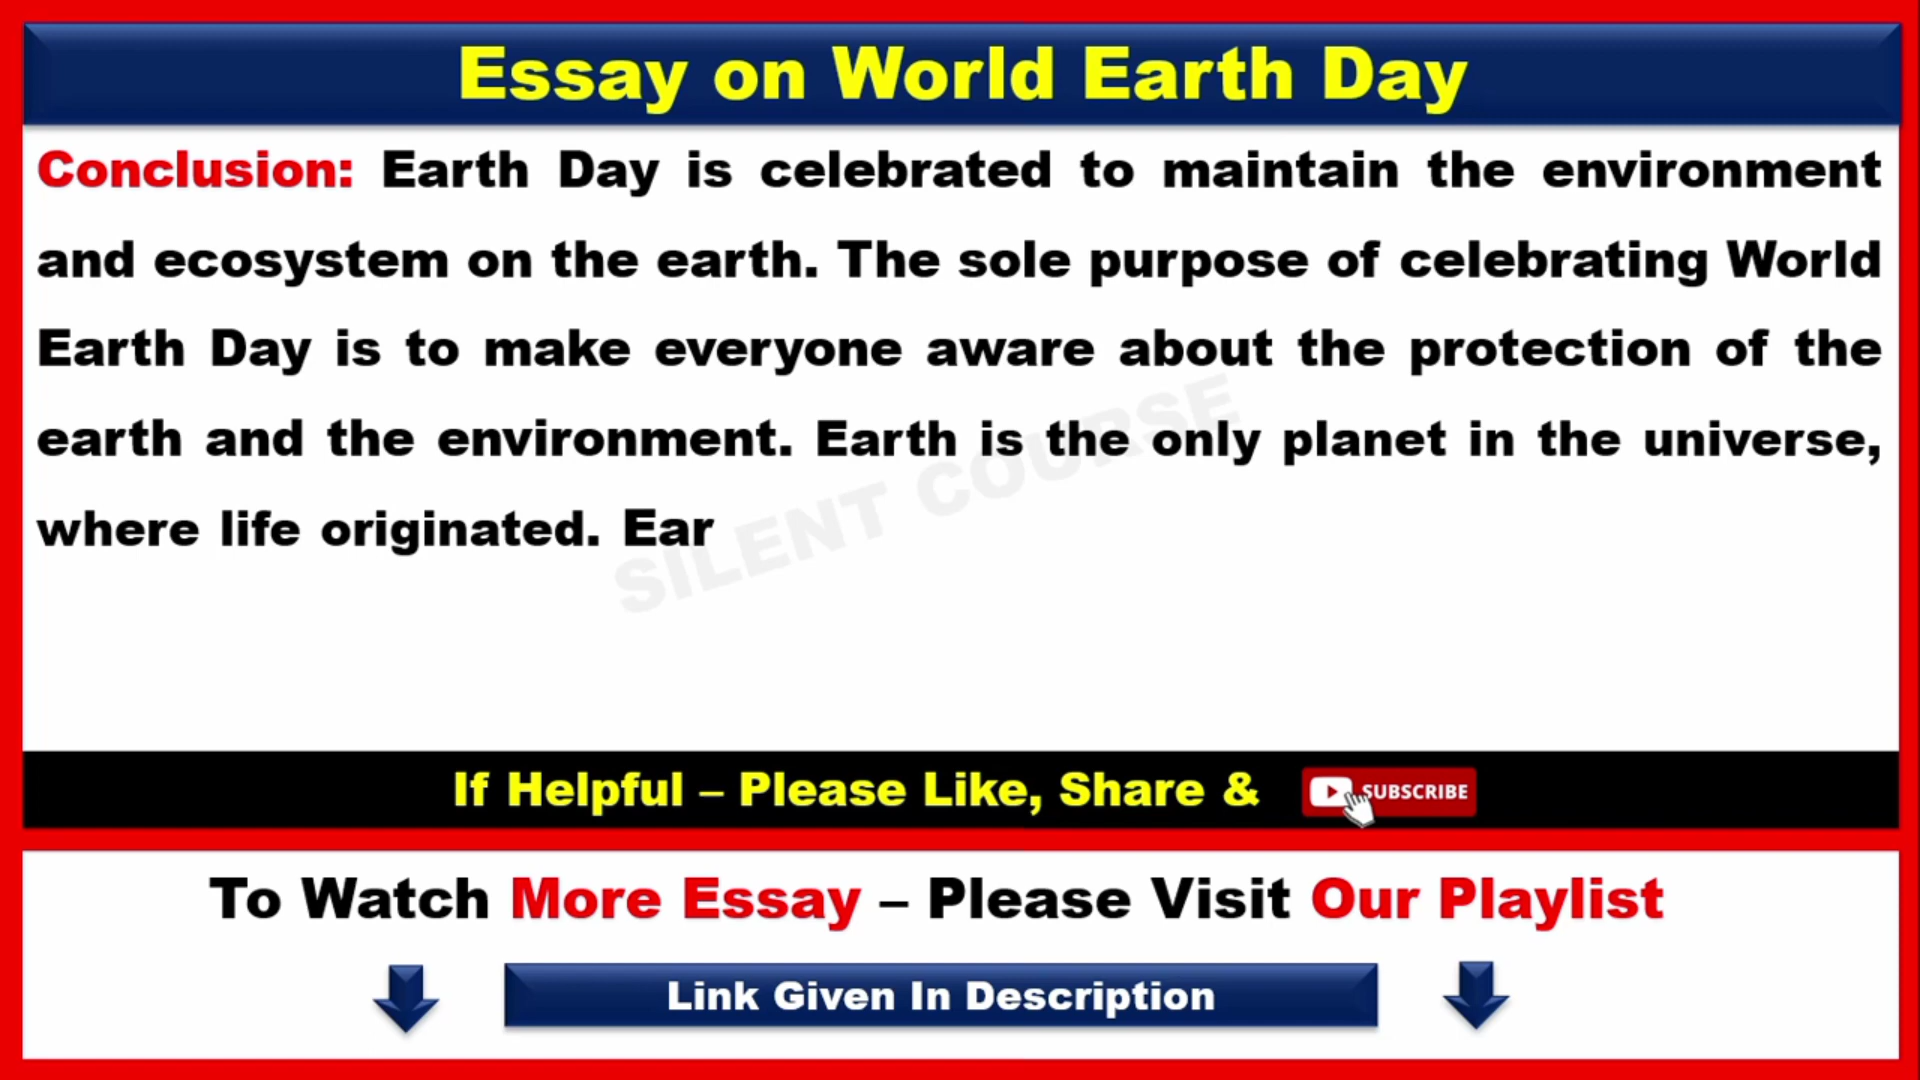 Essay on World Earth Day
Conclusion: Earth Day is celebrated to maintain the environment
and ecosystem on the earth. The sole purpose of celebrating World
Earth Day is to make everyone aware about the protection of the
earth and the environment. Earth is the only planet in the universe,
where life originated. Ear
SILENT COURSE
If Helpful – Please Like, Share &
SUBSCRIBE
To Watch More Essay – Please Visit Our Playlist
Link Given In Description